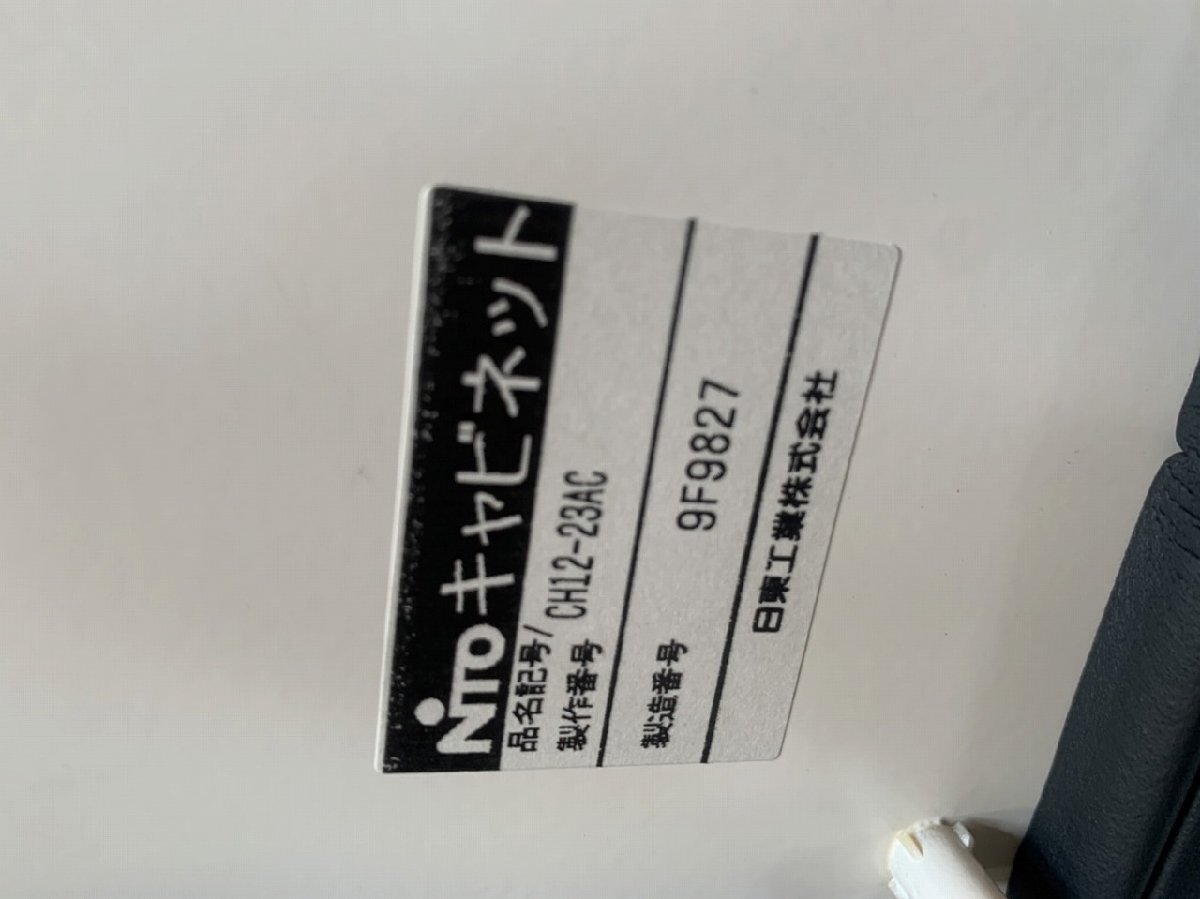 NITO キャビネット
品名記号/
製作番号 CH12-23AC
製造番号 9F9827
日東工業株式会社